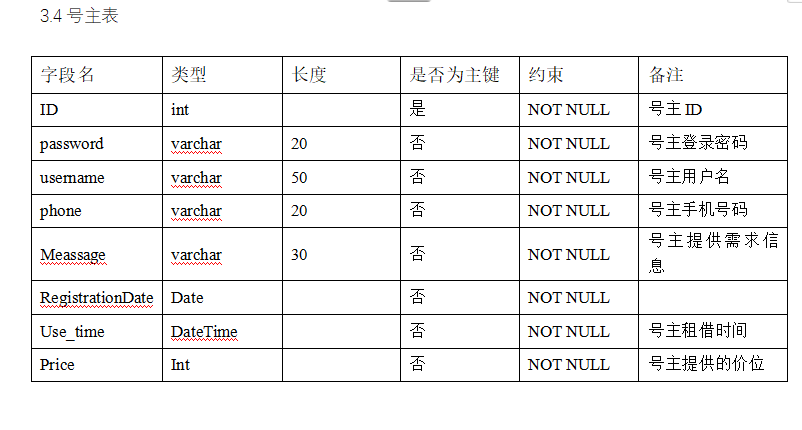 3.4 号主表
字段名 类型 长度 是否为主键 约束 备注
ID int 是 NOT NULL 号主 ID
password varchar 20 否 NOT NULL 号主登录密码
username varchar 50 否 NOT NULL 号主用户名
phone varchar 20 否 NOT NULL 号主手机号码
Meassage varchar 30 否 NOT NULL 号主提供需求信
息
RegistrationDate Date 否 NOT NULL
Use_time DateTime 否 NOT NULL 号主租借时间
Price Int 否 NOT NULL 号主提供的价位